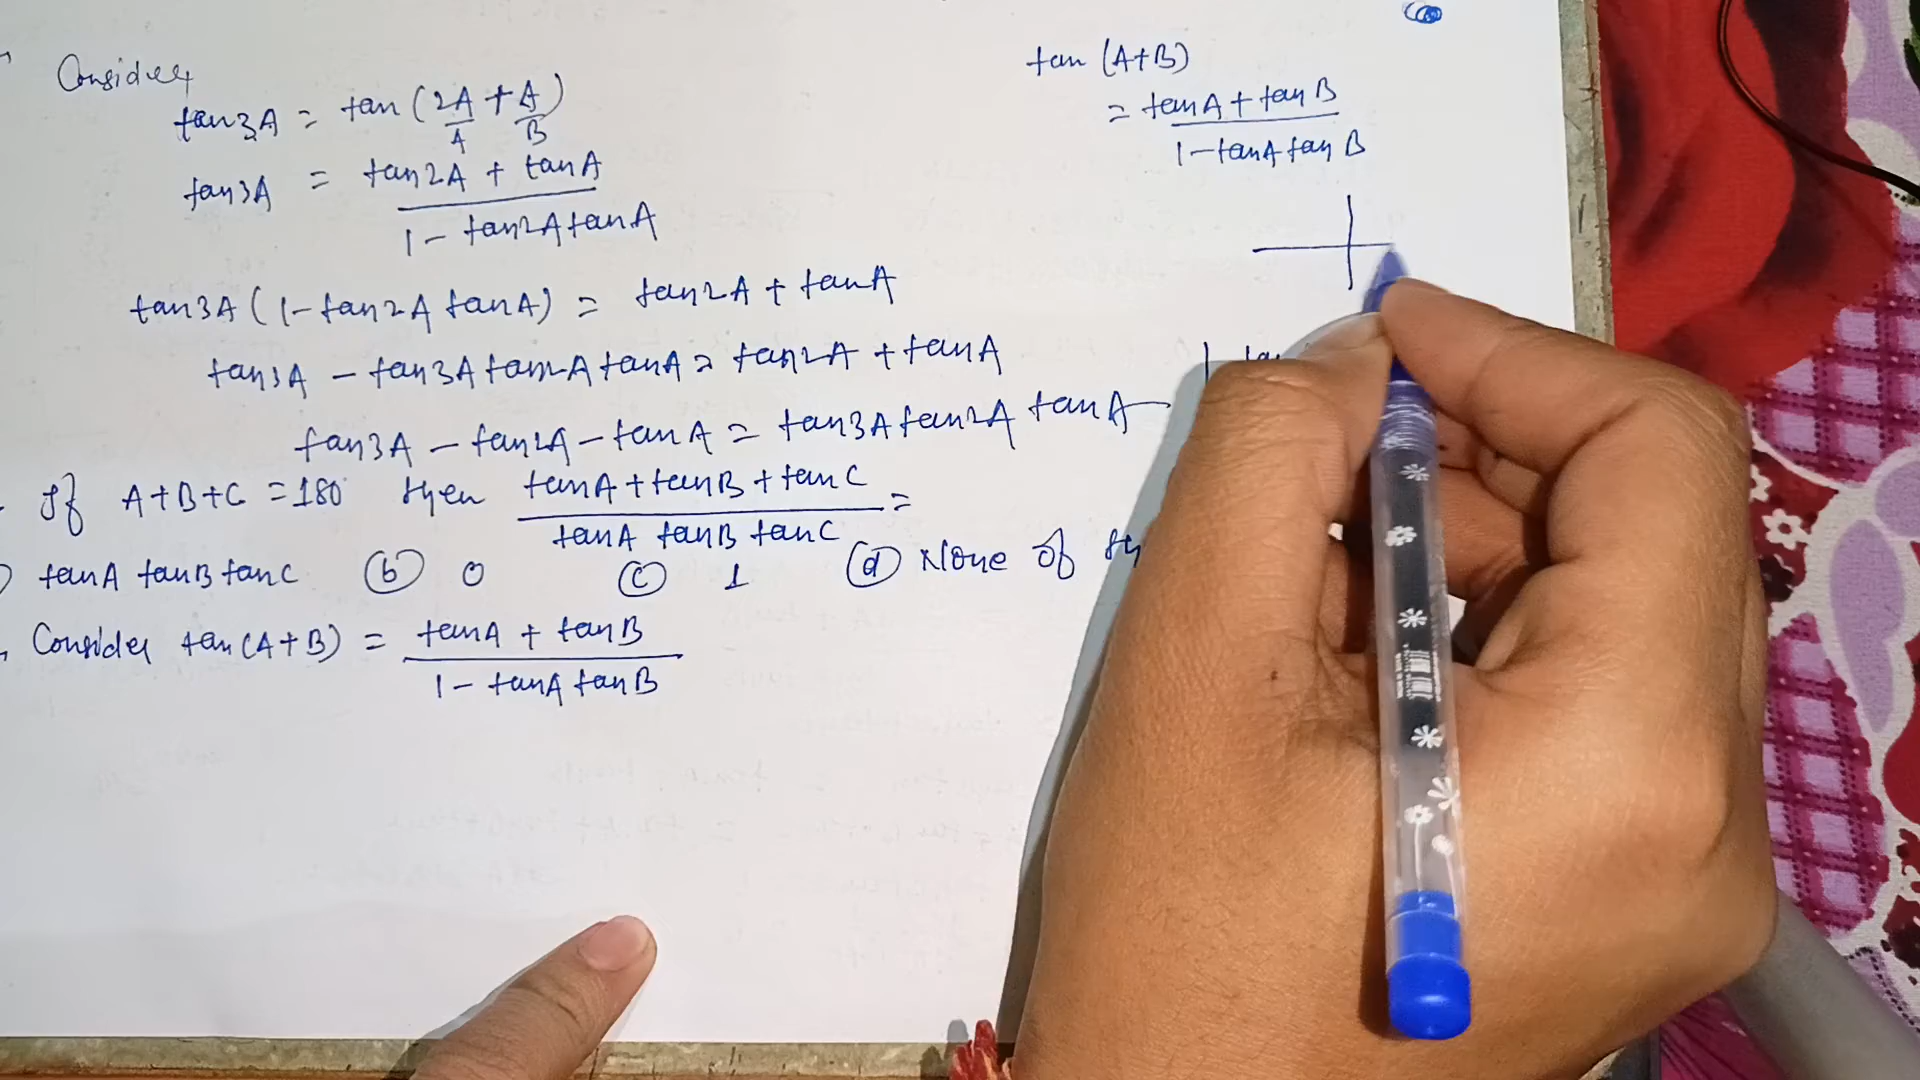 Consider
tan3A = tan (2A + A)
A B
tan3A = tan2A + tanA
1 - tan2A tanA
tan3A (1 - tan2A tanA) = tan2A + tanA
tan3A - tan3A tan2A tanA = tan2A + tanA
tan3A - tan2A - tanA = tan3A tan2A tanA
If A+B+C = 180° then tanA + tanB + tanC =
tanA tanB tanC
tanA tanB tanC (b) 0 (c) 1 (d) None of
Consider tan(A+B) = tanA + tanB
1 - tanA tanB
tan (A+B)
= tanA + tanB
1 - tanA tanB